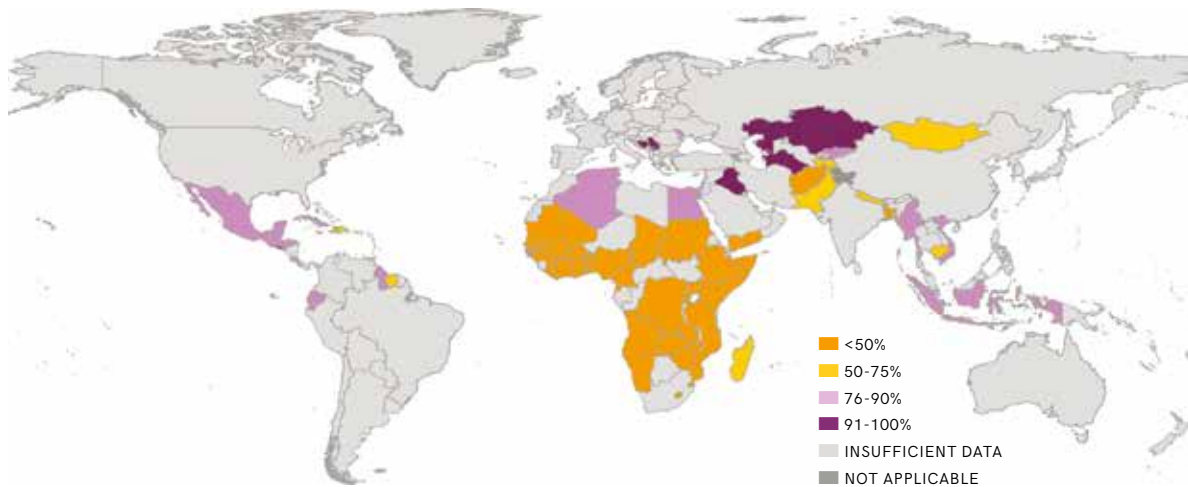 <50%
50-75%
76-90%
91-100%
INSUFFICIENT DATA
NOT APPLICABLE